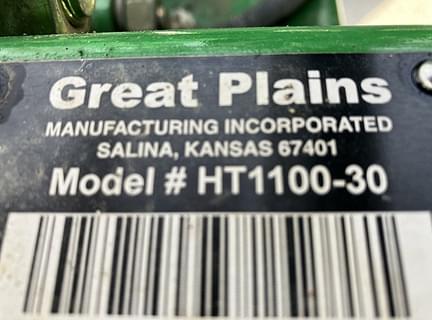 Great Plains
MANUFACTURING INCORPORATED
SALINA, KANSAS 67401
Model # HT1100-30